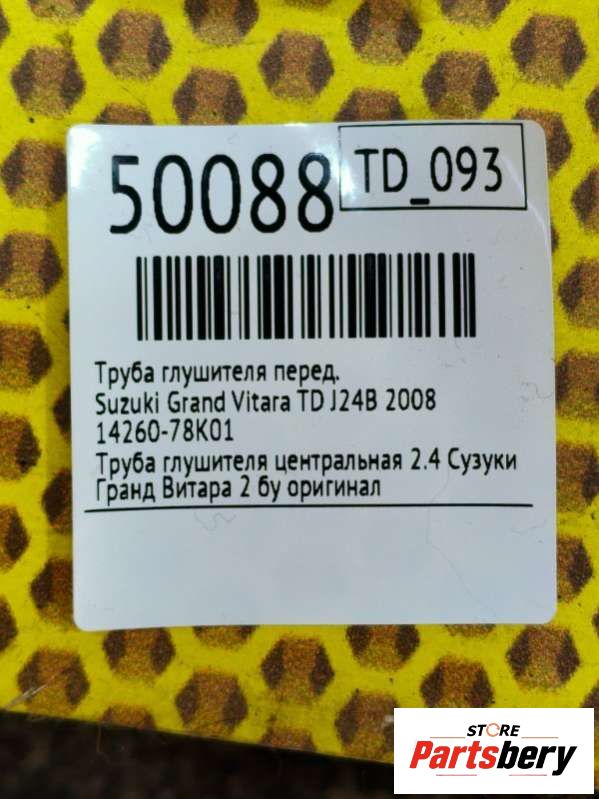 50088
TD_093
Труба глушителя перед.
Suzuki Grand Vitara TD J24B 2008
14260-78K01
Труба глушителя центральная 2.4 Сузуки
Гранд Витара 2 бу оригинал
STORE
Partsbery